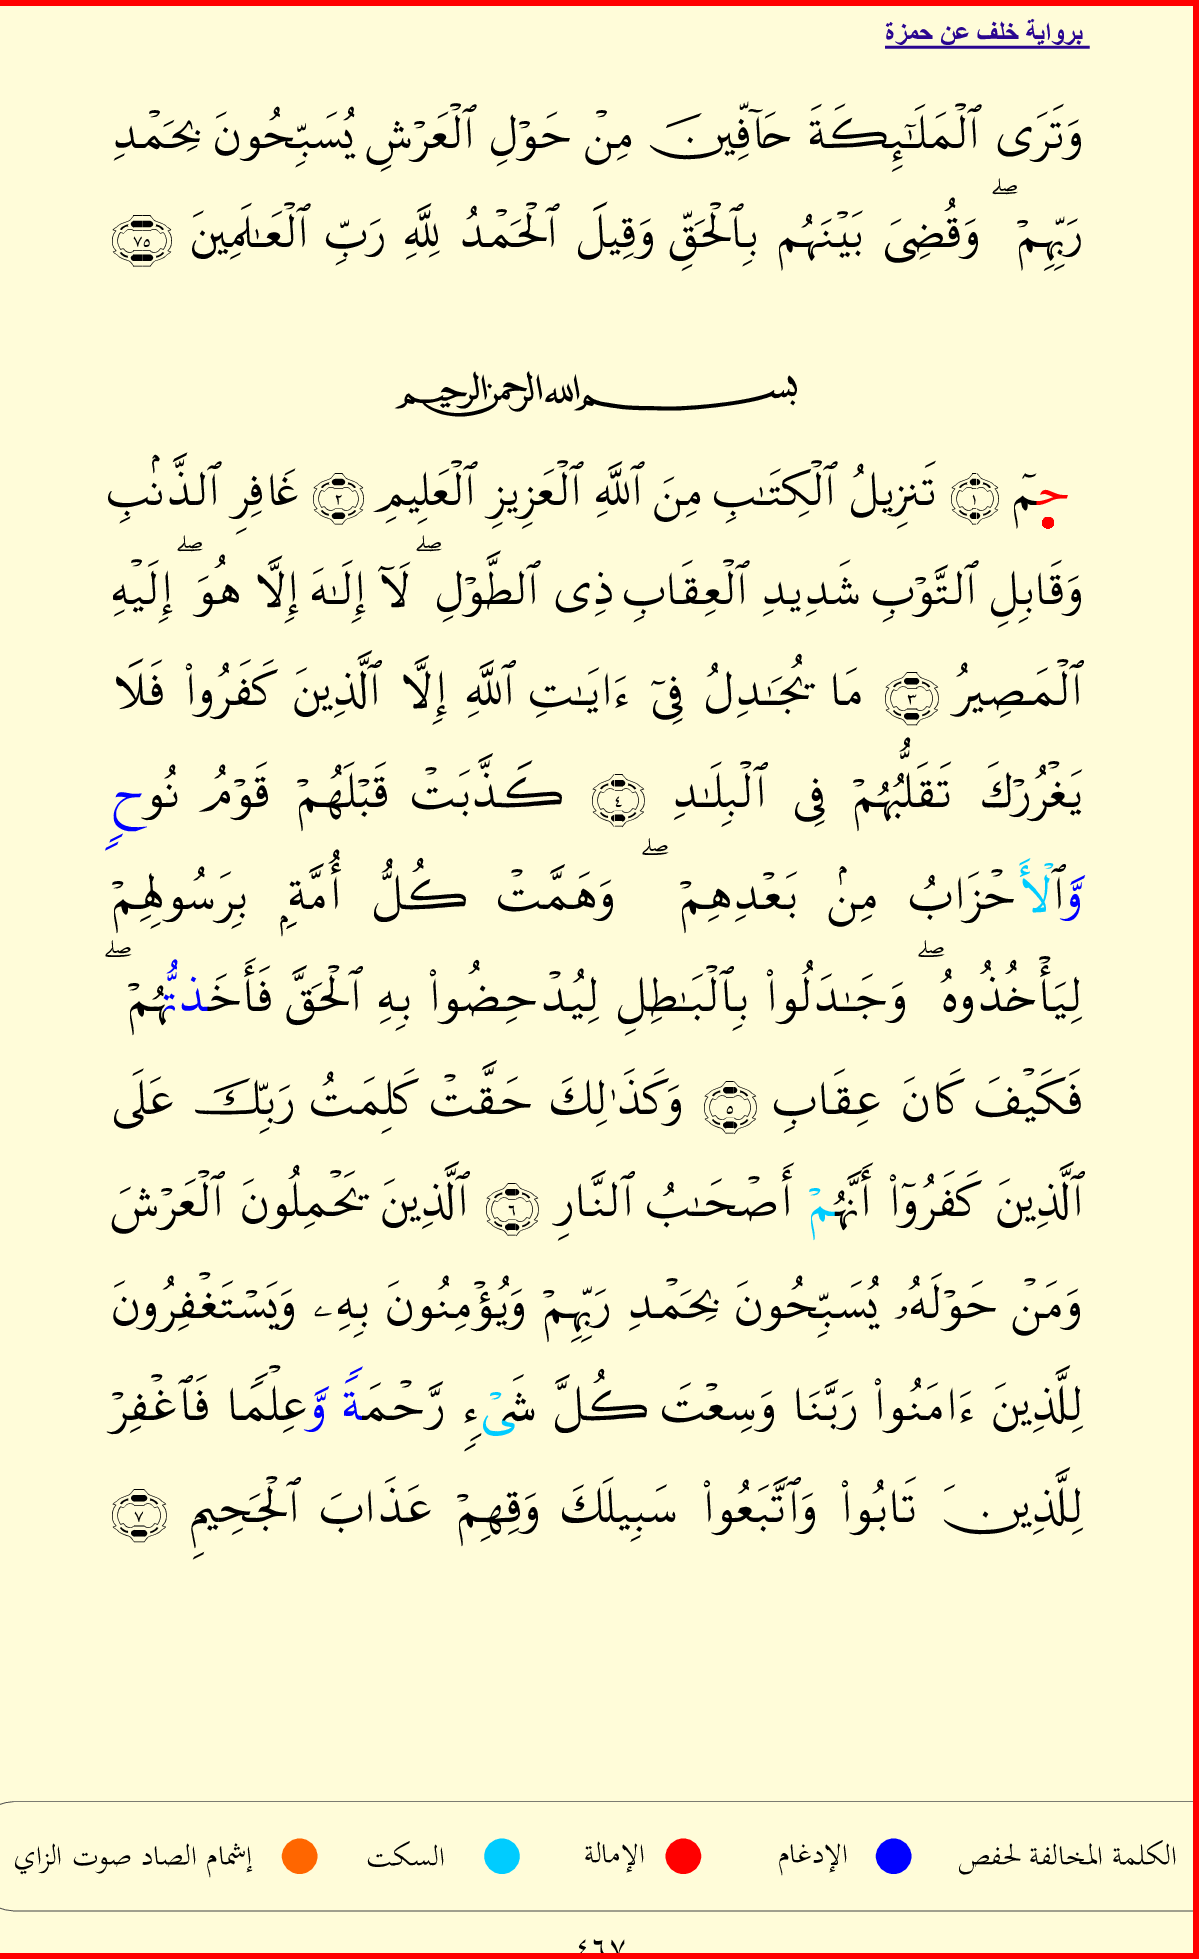 برواية خلف عن حمزة
وَتَرَى ٱلْمَلَـٰٓئِكَةَ حَآفِّينَ مِنْ حَوْلِ ٱلْعَرْشِ يُسَبِّحُونَ بِحَمْدِ
رَبِّهِمْ ۖ وَقُضِىَ بَيْنَهُم بِٱلْحَقِّ وَقِيلَ ٱلْحَمْدُ لِلَّهِ رَبِّ ٱلْعَـٰلَمِينَ ٧٥
بسم الله الرحمن الرحيم
حمٓ ١ تَنزِيلُ ٱلْكِتَـٰبِ مِنَ ٱللَّهِ ٱلْعَزِيزِ ٱلْعَلِيمِ ٢ غَافِرِ ٱلذَّنۢبِ
وَقَابِلِ ٱلتَّوْبِ شَدِيدِ ٱلْعِقَابِ ذِى ٱلطَّوْلِ ۖ لَآ إِلَـٰهَ إِلَّا هُوَ ۖ إِلَيْهِ
ٱلْمَصِيرُ ٣ مَا يُجَـٰدِلُ فِىٓ ءَايَـٰتِ ٱللَّهِ إِلَّا ٱلَّذِينَ كَفَرُوا۟ فَلَا
يَغْرُرْكَ تَقَلُّبُهُمْ فِى ٱلْبِلَـٰدِ ٤ كَذَّبَتْ قَبْلَهُمْ قَوْمُ نُوحٍ
وَّٱلْأَحْزَابُ مِنۢ بَعْدِهِمْ ۖ وَهَمَّتْ كُلُّ أُمَّةٍۭ بِرَسُولِهِمْ
لِيَأْخُذُوهُ ۖ وَجَـٰدَلُوا۟ بِٱلْبَـٰطِلِ لِيُدْحِضُوا۟ بِهِ ٱلْحَقَّ فَأَخَذتُّهُمْ ۖ
فَكَيْفَ كَانَ عِقَابِ ٥ وَكَذَٰلِكَ حَقَّتْ كَلِمَتُ رَبِّكَ عَلَى
ٱلَّذِينَ كَفَرُوٓا۟ أَنَّهُمْ أَصْحَـٰبُ ٱلنَّارِ ٦ ٱلَّذِينَ يَحْمِلُونَ ٱلْعَرْشَ
وَمَنْ حَوْلَهُۥ يُسَبِّحُونَ بِحَمْدِ رَبِّهِمْ وَيُؤْمِنُونَ بِهِۦ وَيَسْتَغْفِرُونَ
لِلَّذِينَ ءَامَنُوا۟ رَبَّنَا وَسِعْتَ كُلَّ شَىْءٍ رَّحْمَةً وَّعِلْمًا فَٱغْفِرْ
لِلَّذِينَ تَابُوا۟ وَٱتَّبَعُوا۟ سَبِيلَكَ وَقِهِمْ عَذَابَ ٱلْجَحِيمِ ٧
الكلمة المخالفة لحفص الإدغام الإمالة السكت إشمام الصاد صوت الزاي
٤٦٧